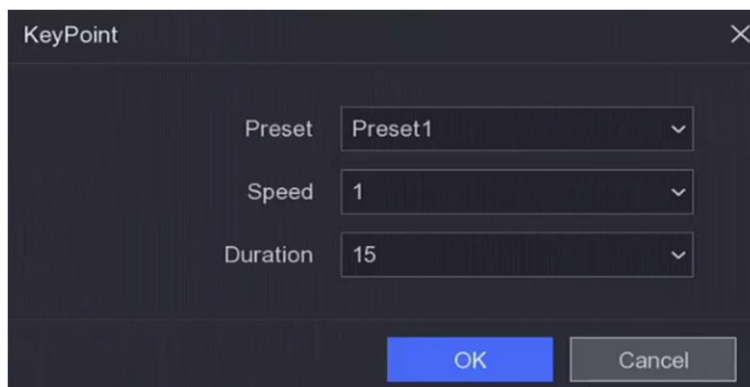 KeyPoint
Preset Preset1
Speed 1
Duration 15
OK Cancel